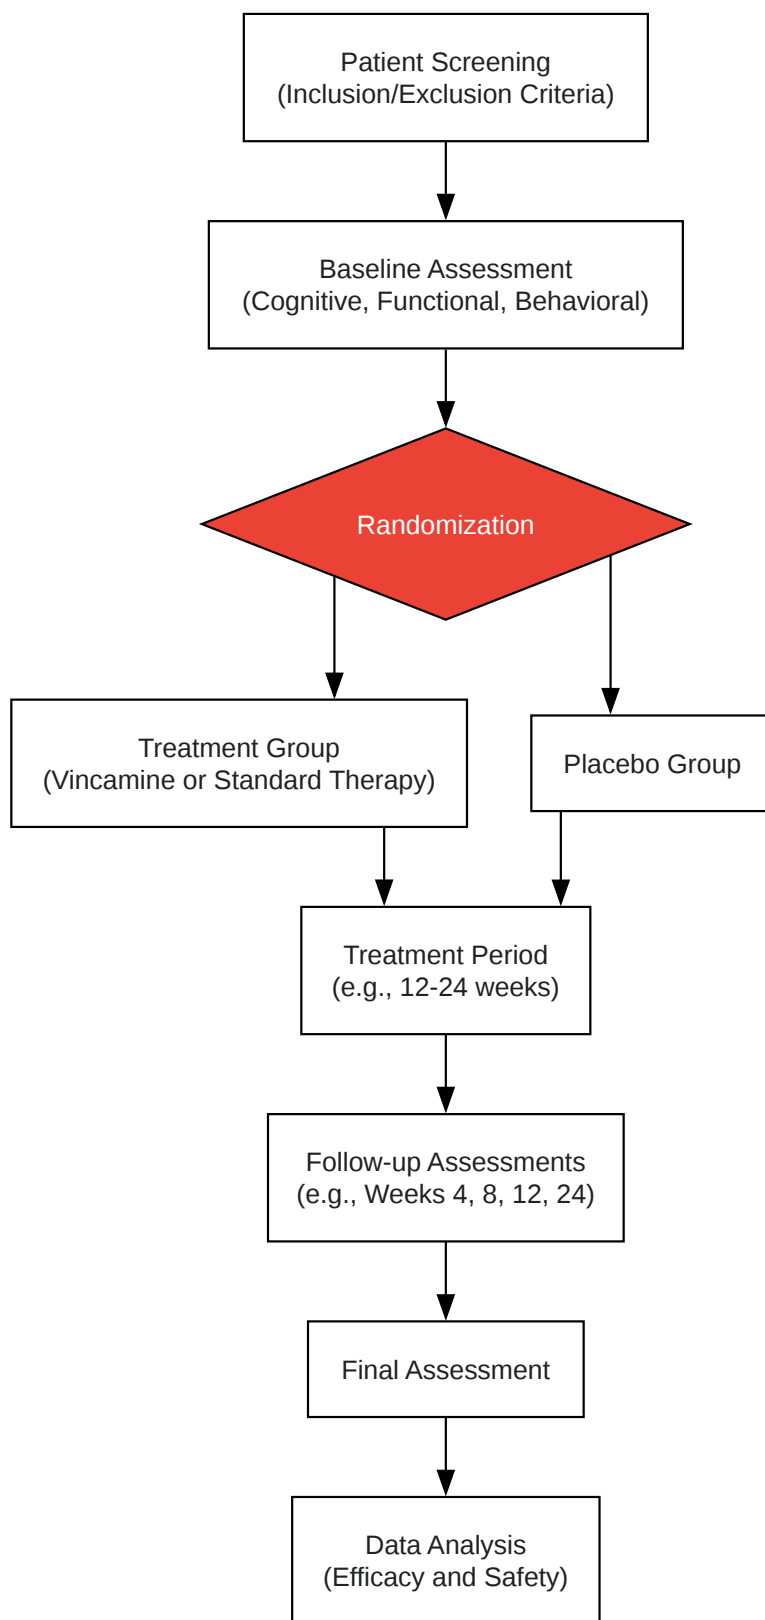 Patient Screening
(Inclusion/Exclusion Criteria)
Baseline Assessment
(Cognitive, Functional, Behavioral)
Randomization
Treatment Group
(Vincamine or Standard Therapy)
Placebo Group
Treatment Period
(e.g., 12-24 weeks)
Follow-up Assessments
(e.g., Weeks 4, 8, 12, 24)
Final Assessment
Data Analysis
(Efficacy and Safety)